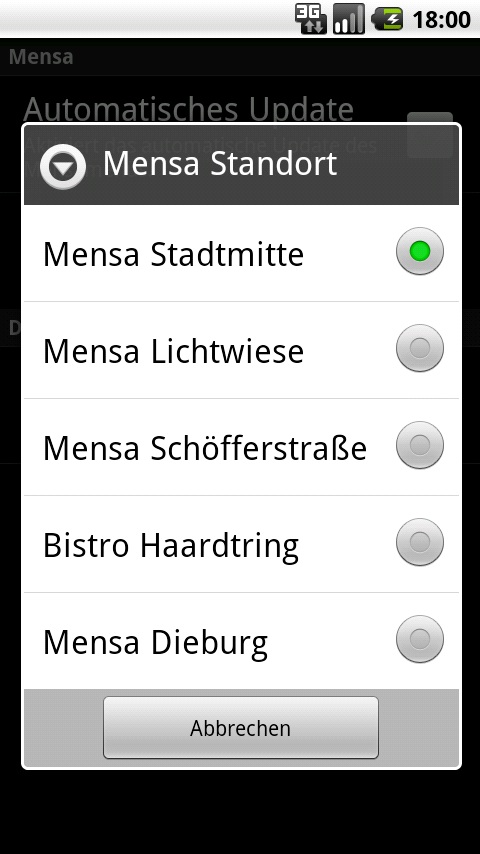 3G 18:00
Mensa
Automatisches Update
Mensa Standort
Mensa Stadtmitte
Mensa Lichtwiese
Mensa Schöfferstraße
Bistro Haardtring
Mensa Dieburg
Abbrechen